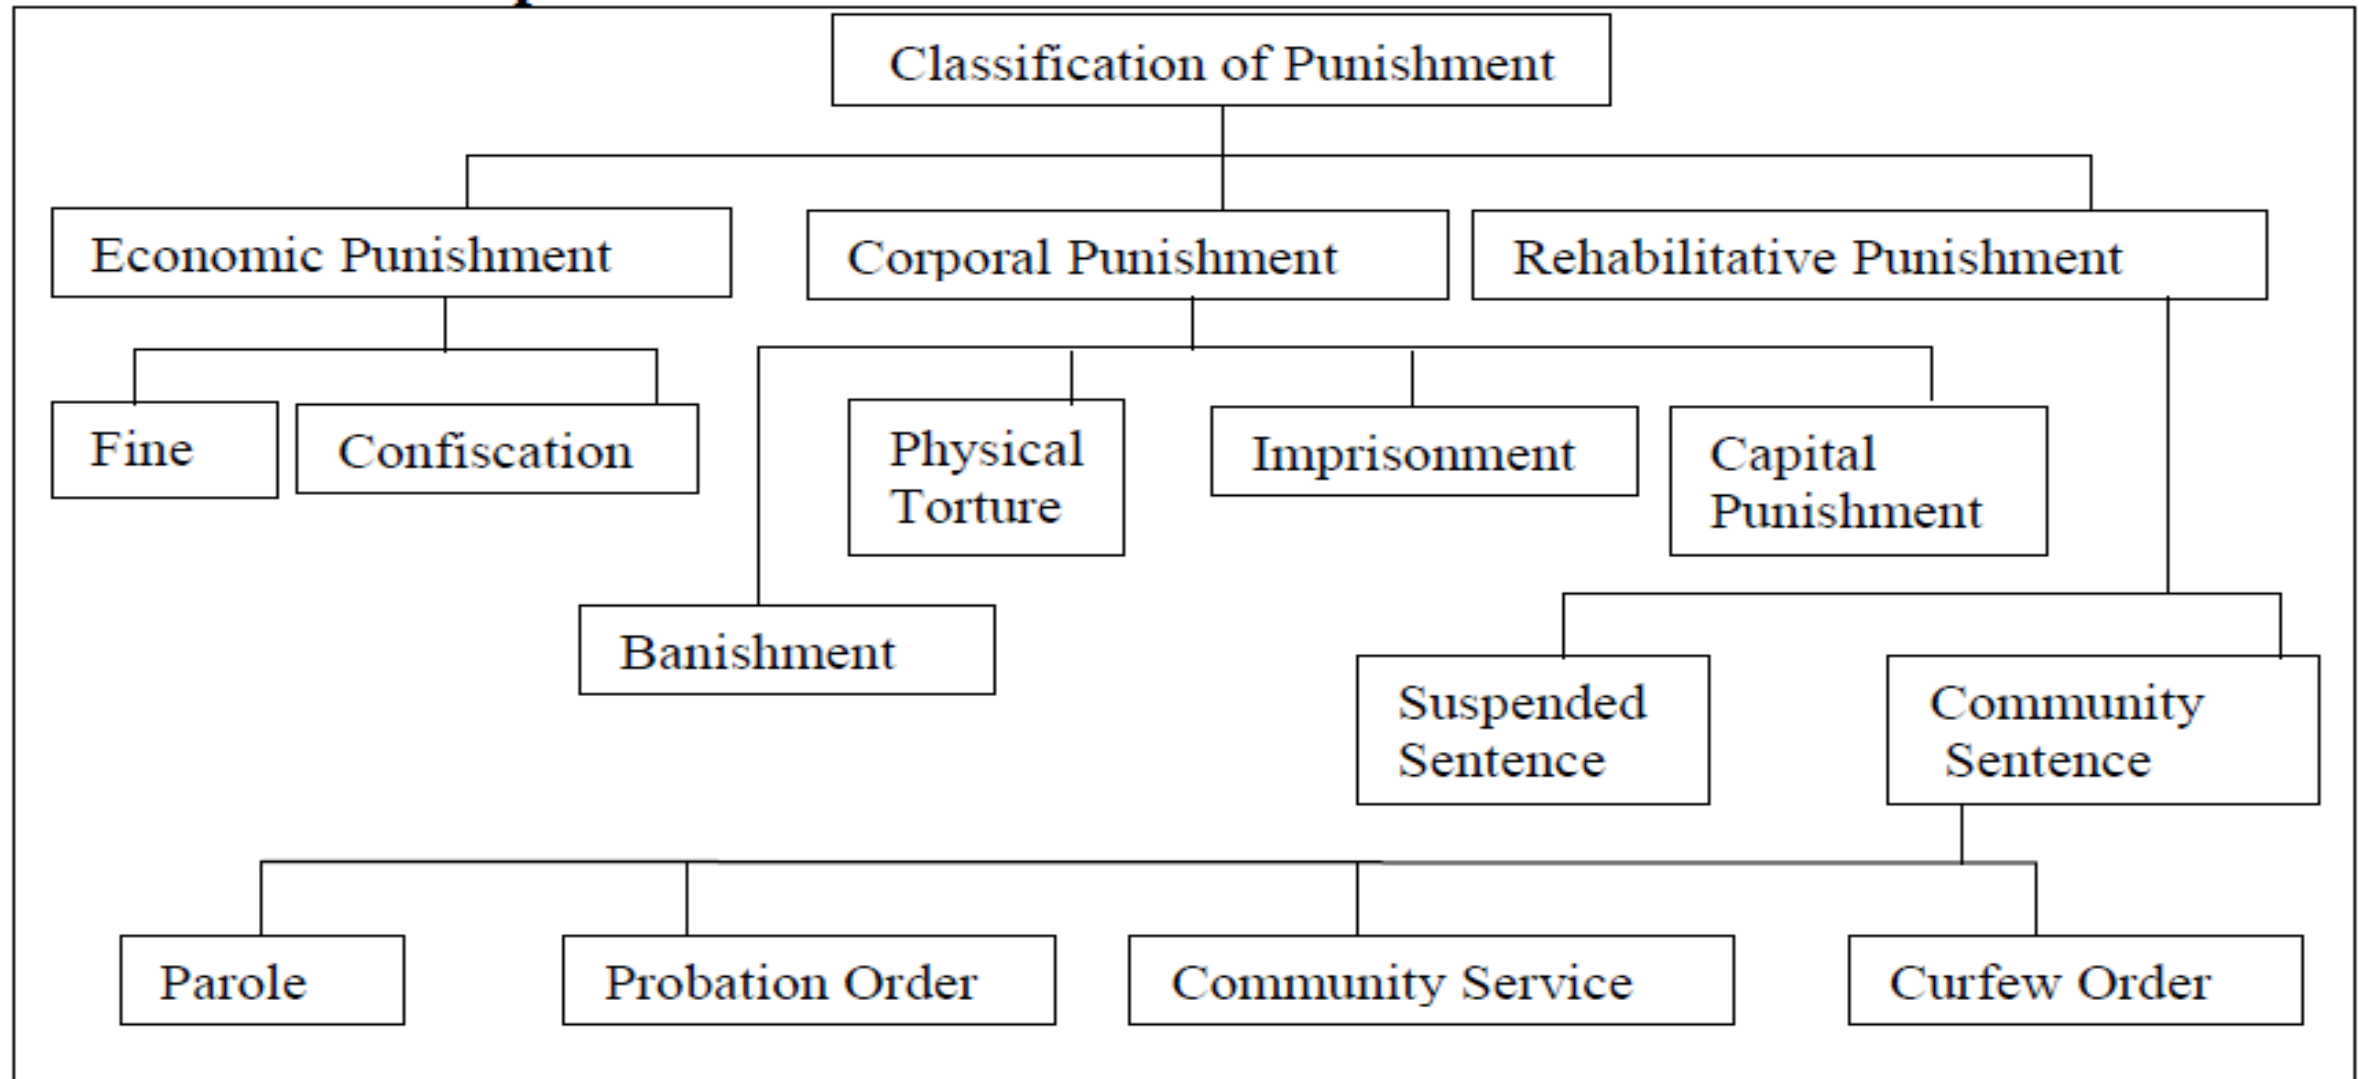 Classification of Punishment
Economic Punishment
Corporal Punishment
Rehabilitative Punishment
Fine
Confiscation
Physical
Torture
Imprisonment
Capital
Punishment
Banishment
Suspended
Sentence
Community
Sentence
Parole
Probation Order
Community Service
Curfew Order